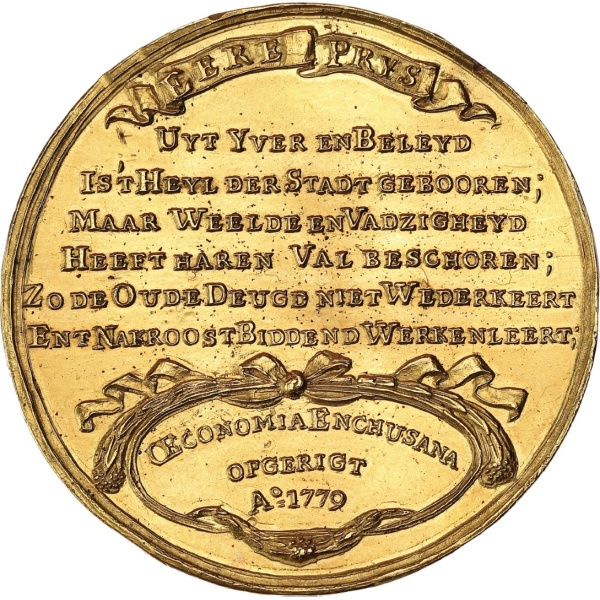 EERE PRYS
UYT YVER EN BELEYD
IS'T HEYL DER STADT GEBOOREN;
MAAR WEELDE EN VADZIGHEYD
HEEFT HAREN VAL BESCHOREN;
ZO DE OUDE DEUGD NIET WEDERKEERT
EN T NAKROOST BIDDEND WERKEN LEERT;
ŒCONOMIA ENCHUSANA
OPGERIGT
Aº: 1779